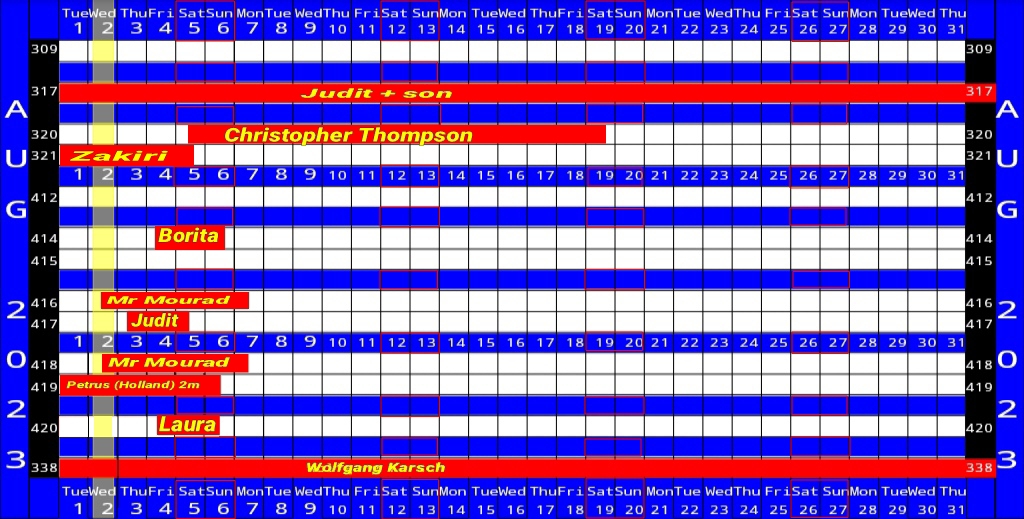 Tue Wed Thu Fri Sat Sun Mon Tue Wed Thu Fri Sat Sun Mon Tue Wed Thu Fri Sat Sun Mon Tue Wed Thu Fri Sat Sun Mon Tue Wed Thu
1 2 3 4 5 6 7 8 9 10 11 12 13 14 15 16 17 18 19 20 21 22 23 24 25 26 27 28 29 30 31
AUG 2023
309 309
317 Judit + son 317
320 Christopher Thompson 320
321 Zakiri 321
1 2 3 4 5 6 7 8 9 10 11 12 13 14 15 16 17 18 19 20 21 22 23 24 25 26 27 28 29 30 31
412 412
414 Borita 414
415 415
416 Mr Mourad 416
417 Judit 417
1 2 3 4 5 6 7 8 9 10 11 12 13 14 15 16 17 18 19 20 21 22 23 24 25 26 27 28 29 30 31
418 Mr Mourad 418
419 Petrus (Holland) 2m 419
420 Laura 420
338 Wolfgang Karsch 338
Tue Wed Thu Fri Sat Sun Mon Tue Wed Thu Fri Sat Sun Mon Tue Wed Thu Fri Sat Sun Mon Tue Wed Thu Fri Sat Sun Mon Tue Wed Thu
1 2 3 4 5 6 7 8 9 10 11 12 13 14 15 16 17 18 19 20 21 22 23 24 25 26 27 28 29 30 31
AUG 2023